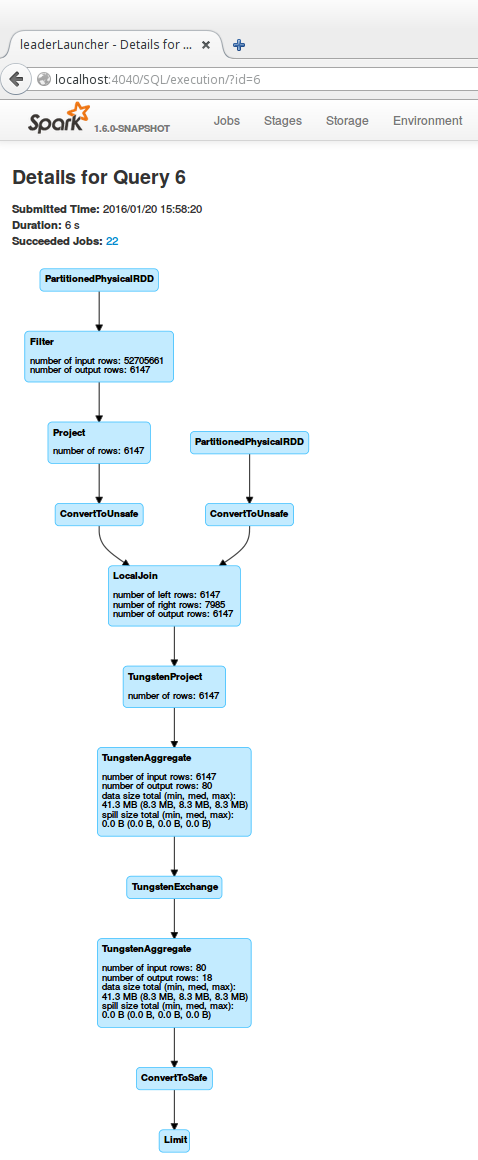 leaderLauncher - Details for ...
localhost:4040/SQL/execution/?id=6
Spark 1.6.0-SNAPSHOT Jobs Stages Storage Environment
Details for Query 6
Submitted Time: 2016/01/20 15:58:20
Duration: 6 s
Succeeded Jobs: 22
PartitionedPhysicalRDD
Filter
number of input rows: 52705661
number of output rows: 6147
Project
number of rows: 6147
PartitionedPhysicalRDD
ConvertToUnsafe
ConvertToUnsafe
LocalJoin
number of left rows: 6147
number of right rows: 7985
number of output rows: 6147
TungstenProject
number of rows: 6147
TungstenAggregate
number of input rows: 6147
number of output rows: 80
data size total (min, med, max):
41.3 MB (8.3 MB, 8.3 MB, 8.3 MB)
spill size total (min, med, max):
0.0 B (0.0 B, 0.0 B, 0.0 B)
TungstenExchange
TungstenAggregate
number of input rows: 80
number of output rows: 18
data size total (min, med, max):
41.3 MB (8.3 MB, 8.3 MB, 8.3 MB)
spill size total (min, med, max):
0.0 B (0.0 B, 0.0 B, 0.0 B)
ConvertToSafe
Limit